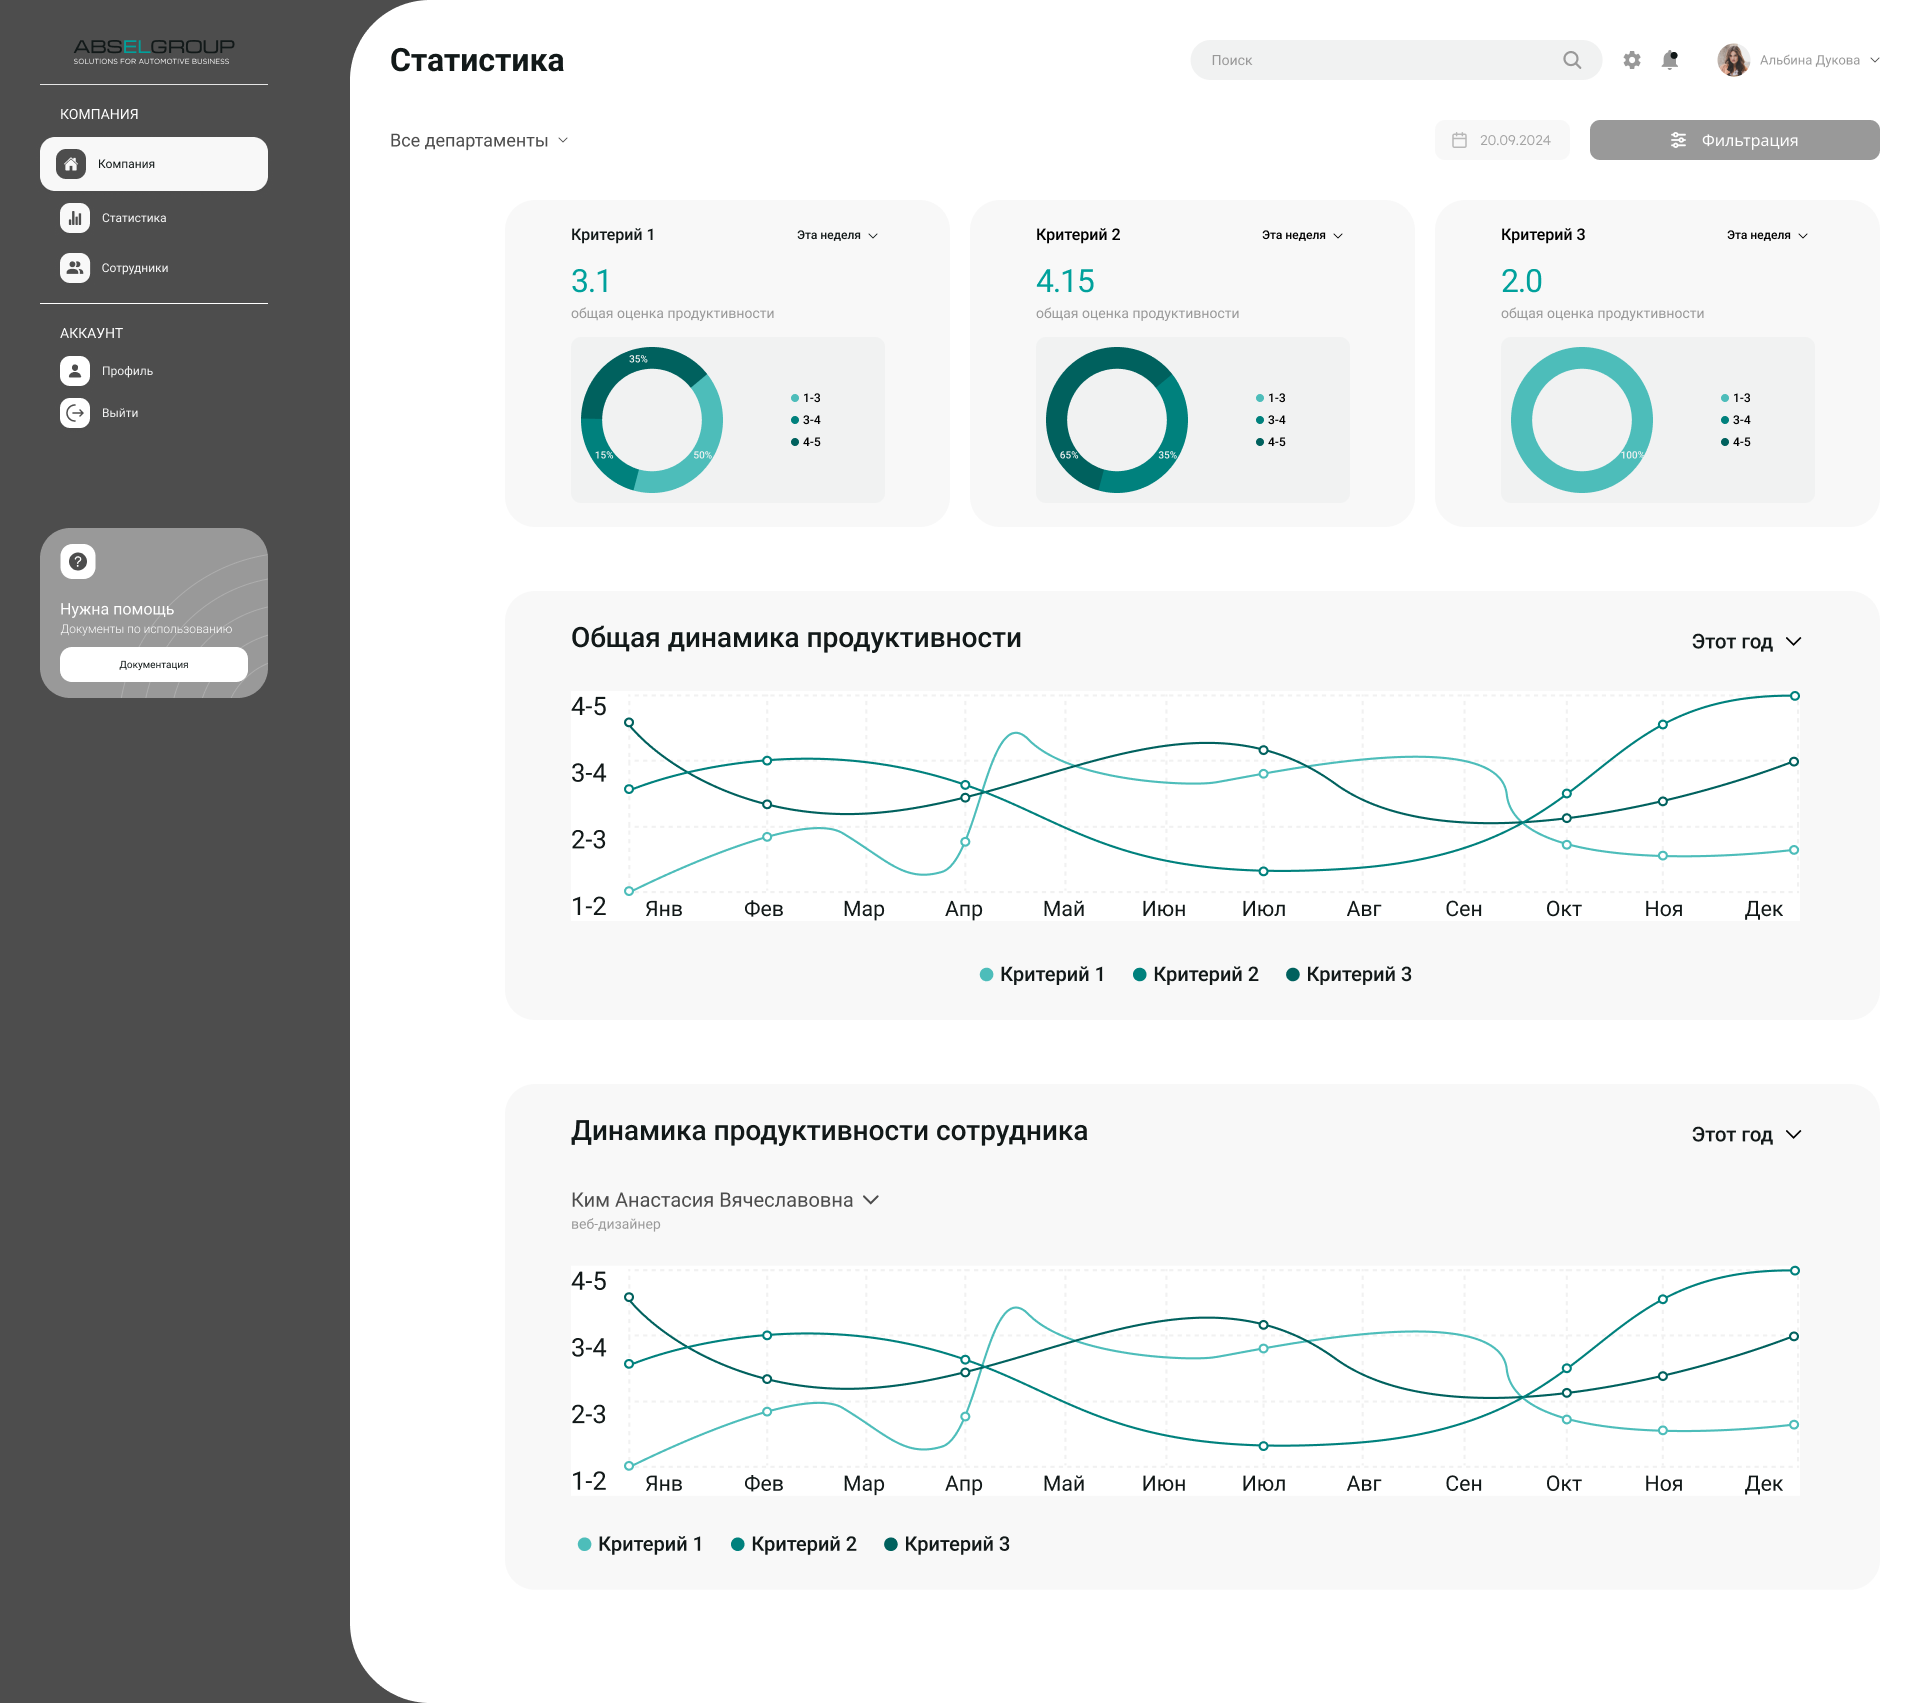 ABSELGROUP
SOLUTIONS FOR AUTOMOTIVE BUSINESS
КОМПАНИЯ
Компания
Статистика
Сотрудники
АККАУНТ
Профиль
Выйти
?
Нужна помощь
Документы по использованию
Документация
Статистика
Поиск
Альбина Дукова
Все департаменты
20.09.2024
Фильтрация
Критерий 1
Эта неделя
3.1
общая оценка продуктивности
35%
15%
50%
1-3
3-4
4-5
Критерий 2
Эта неделя
4.15
общая оценка продуктивности
65%
35%
1-3
3-4
4-5
Критерий 3
Эта неделя
2.0
общая оценка продуктивности
100%
1-3
3-4
4-5
Общая динамика продуктивности
Этот год
4-5
3-4
2-3
1-2
Янв Фев Мар Апр Май Июн Июл Авг Сен Окт Ноя Дек
Критерий 1 Критерий 2 Критерий 3
Динамика продуктивности сотрудника
Этот год
Ким Анастасия Вячеславовна
веб-дизайнер
4-5
3-4
2-3
1-2
Янв Фев Мар Апр Май Июн Июл Авг Сен Окт Ноя Дек
Критерий 1 Критерий 2 Критерий 3